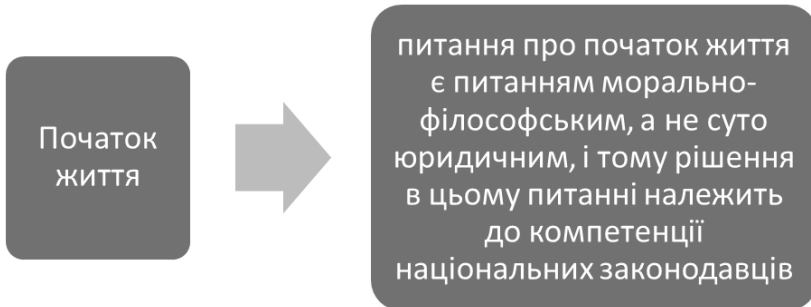 Початок
життя
питання про початок життя
є питанням морально-
філософським, а не суто
юридичним, і тому рішення
в цьому питанні належить
до компетенції
національних законодавців